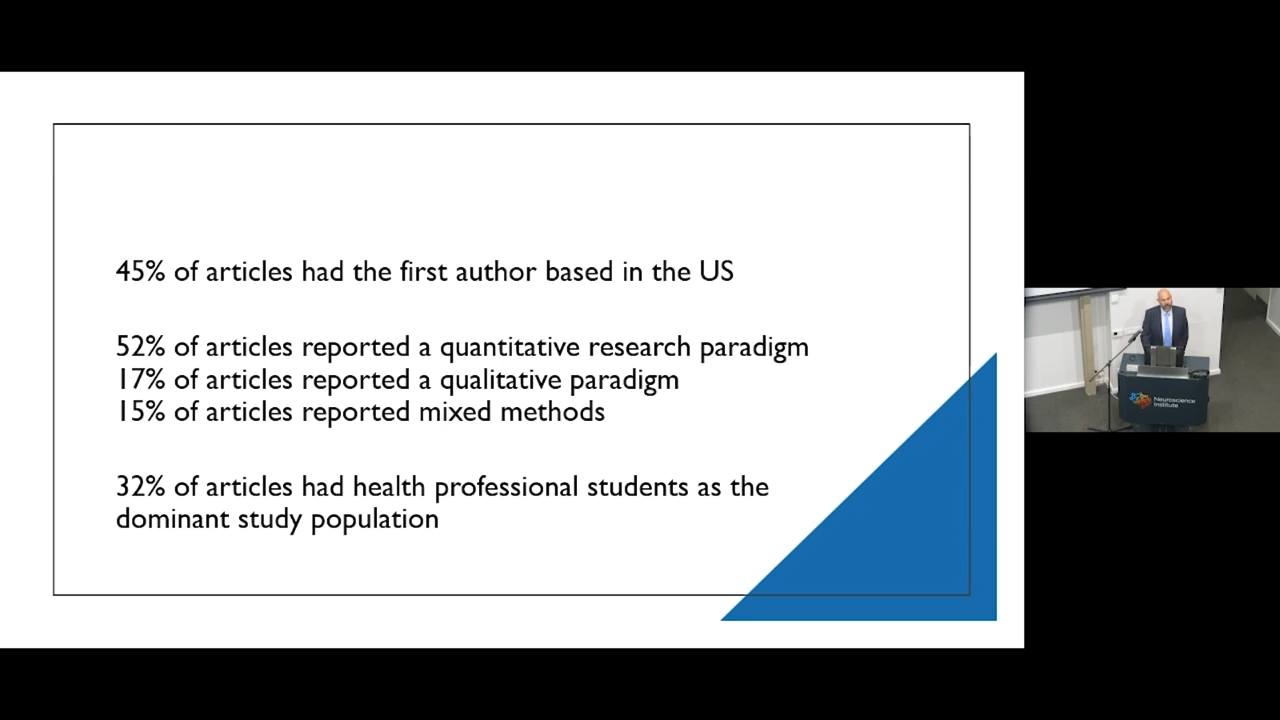 45% of articles had the first author based in the US
52% of articles reported a quantitative research paradigm
17% of articles reported a qualitative paradigm
15% of articles reported mixed methods
32% of articles had health professional students as the
dominant study population
Neuroscience
Institute